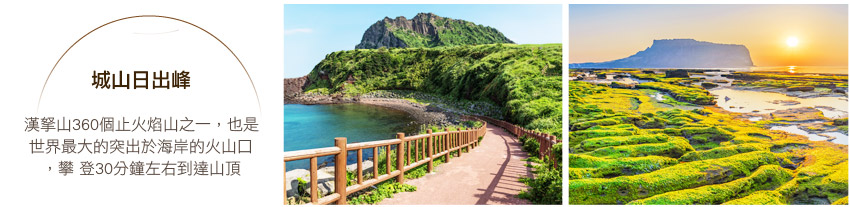 城山日出峰
漢拏山360個止火焰山之一，也是
世界最大的突出於海岸的火山口
，攀 登30分鐘左右到達山頂